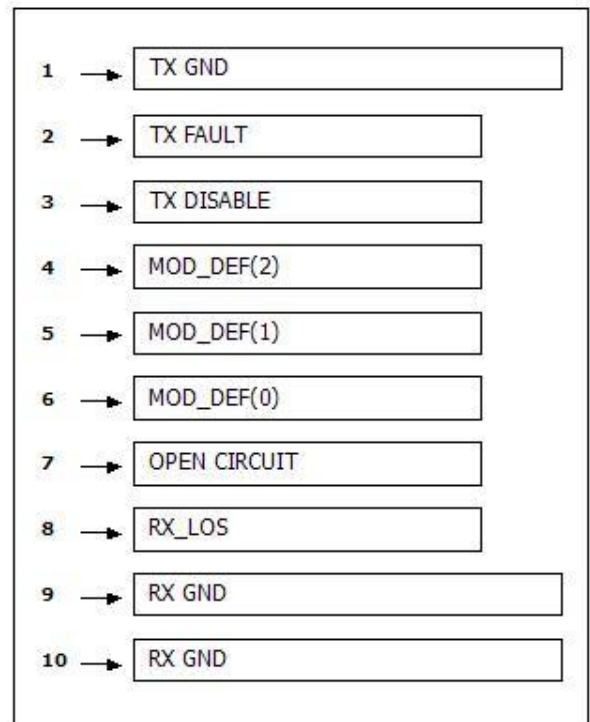 1 TX GND
2 TX FAULT
3 TX DISABLE
4 MOD_DEF(2)
5 MOD_DEF(1)
6 MOD_DEF(0)
7 OPEN CIRCUIT
8 RX_LOS
9 RX GND
10 RX GND